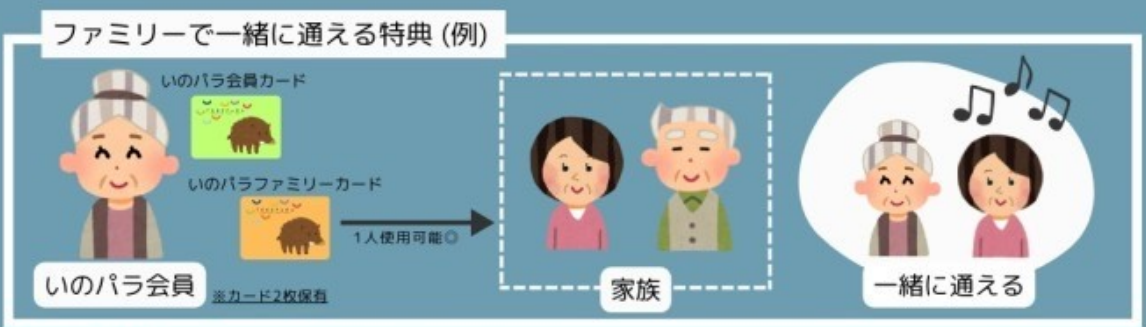 ファミリーで一緒に通える特典 (例)
いのパラ会員カード
いのパラファミリーカード
1人使用可能◎
いのパラ会員
※カード2枚保有
家族
一緒に通える